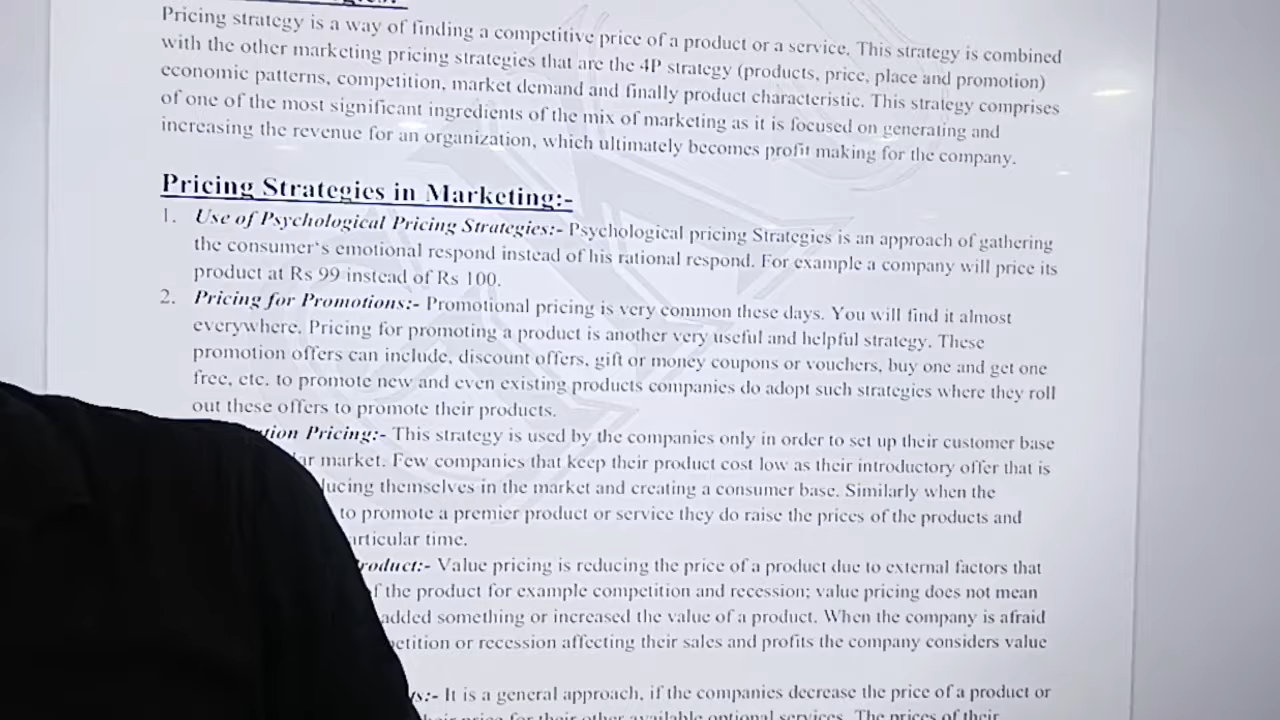 Pricing strategy is a way of finding a competitive price of a product or a service. This strategy is combined
with the other marketing pricing strategies that are the 4P strategy (products, price, place and promotion)
economic patterns, competition, market demand and finally product characteristic. This strategy comprises
of one of the most significant ingredients of the mix of marketing as it is focused on generating and
increasing the revenue for an organization, which ultimately becomes profit making for the company.
Pricing Strategies in Marketing:-
1. Use of Psychological Pricing Strategies:- Psychological pricing Strategies is an approach of gathering
the consumer's emotional respond instead of his rational respond. For example a company will price its
product at Rs 99 instead of Rs 100.
2. Pricing for Promotions:- Promotional pricing is very common these days. You will find it almost
everywhere. Pricing for promoting a product is another very useful and helpful strategy. These
promotion offers can include, discount offers, gift or money coupons or vouchers, buy one and get one
free, etc. to promote new and even existing products companies do adopt such strategies where they roll
out these offers to promote their products.
Pricing:- This strategy is used by the companies only in order to set up their customer base
market. Few companies that keep their product cost low as their introductory offer that is
themselves in the market and creating a consumer base. Similarly when the
to promote a premier product or service they do raise the prices of the products and
time.
Value pricing is reducing the price of a product due to external factors that
the product for example competition and recession; value pricing does not mean
added something or increased the value of a product. When the company is afraid
or recession affecting their sales and profits the company considers value
It is a general approach, if the companies decrease the price of a product or
price for their other available optional services. The prices of their